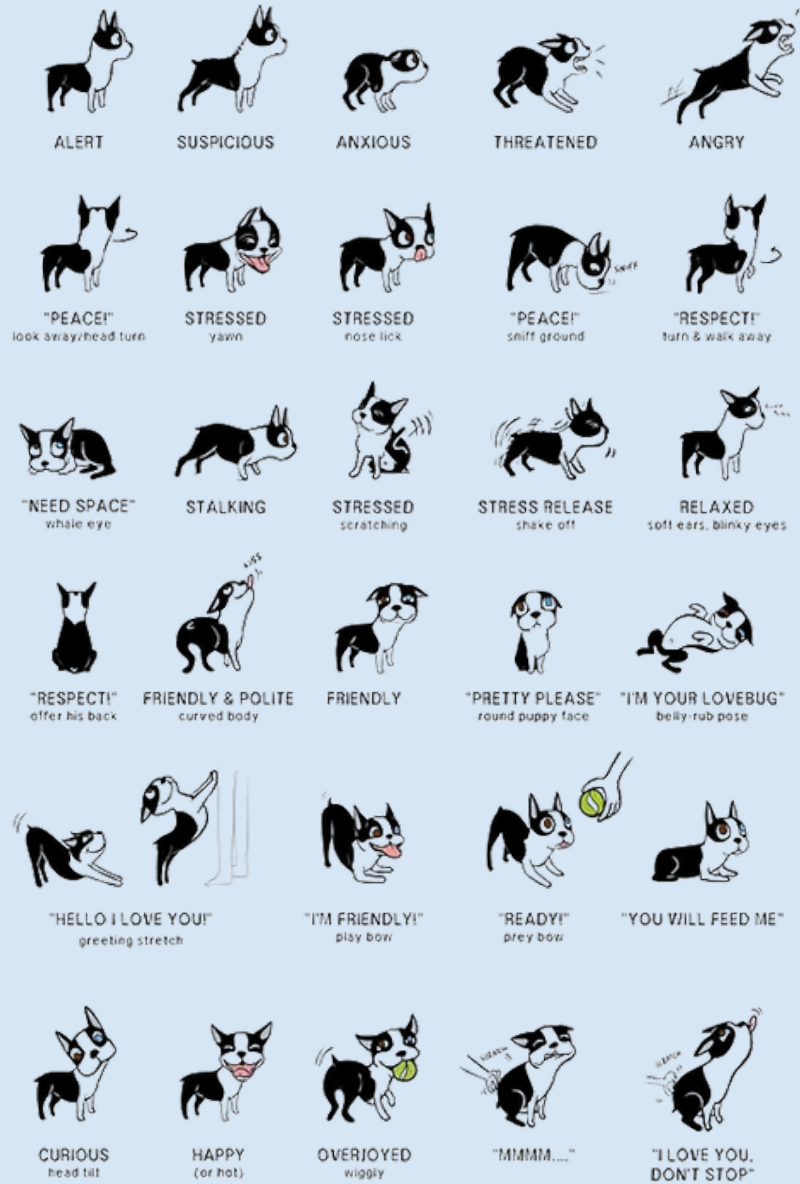 ALERT
SUSPICIOUS
ANXIOUS
THREATENED
ANGRY
SNIFF
"PEACE!"
look away/head turn
STRESSED
yawn
STRESSED
nose lick
"PEACE!"
sniff ground
"RESPECT!"
turn & walk away
"NEED SPACE"
whale eye
STALKING
STRESSED
scratching
STRESS RELEASE
shake off
RELAXED
soft ears, blinky eyes
KISS
"RESPECT!"
offer his back
FRIENDLY & POLITE
curved body
FRIENDLY
"PRETTY PLEASE"
round puppy face
"I'M YOUR LOVEBUG"
belly-rub pose
"HELLO I LOVE YOU!"
greeting stretch
"I'M FRIENDLY!"
play bow
"READY!"
prey bow
"YOU WILL FEED ME"
SCRATCH
SCRATCH
CURIOUS
head tilt
HAPPY
(or hot)
OVERJOYED
wiggly
"MMMM...."
"I LOVE YOU,
DON'T STOP"